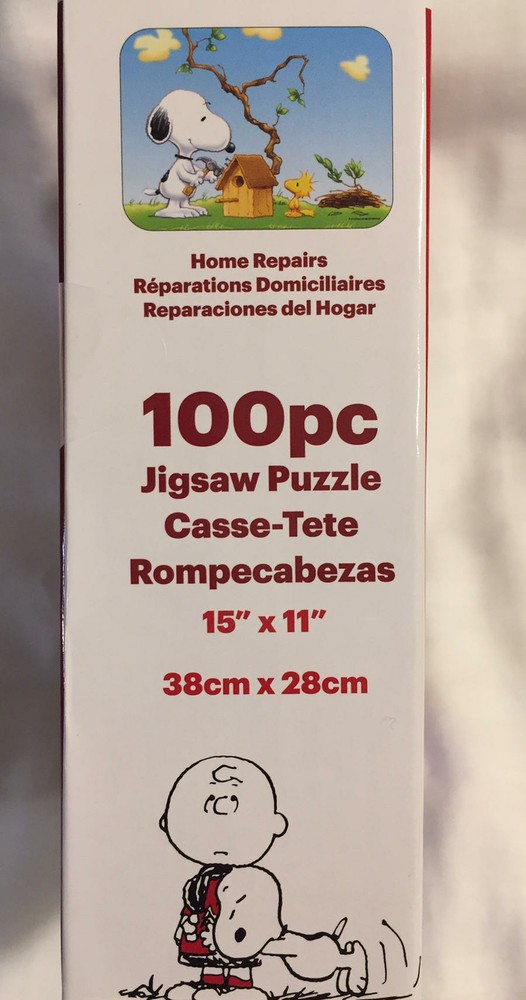 Home Repairs
Réparations Domiciliaires
Reparaciones del Hogar
100pc
Jigsaw Puzzle
Casse-Tete
Rompecabezas
15” x 11”
38cm x 28cm